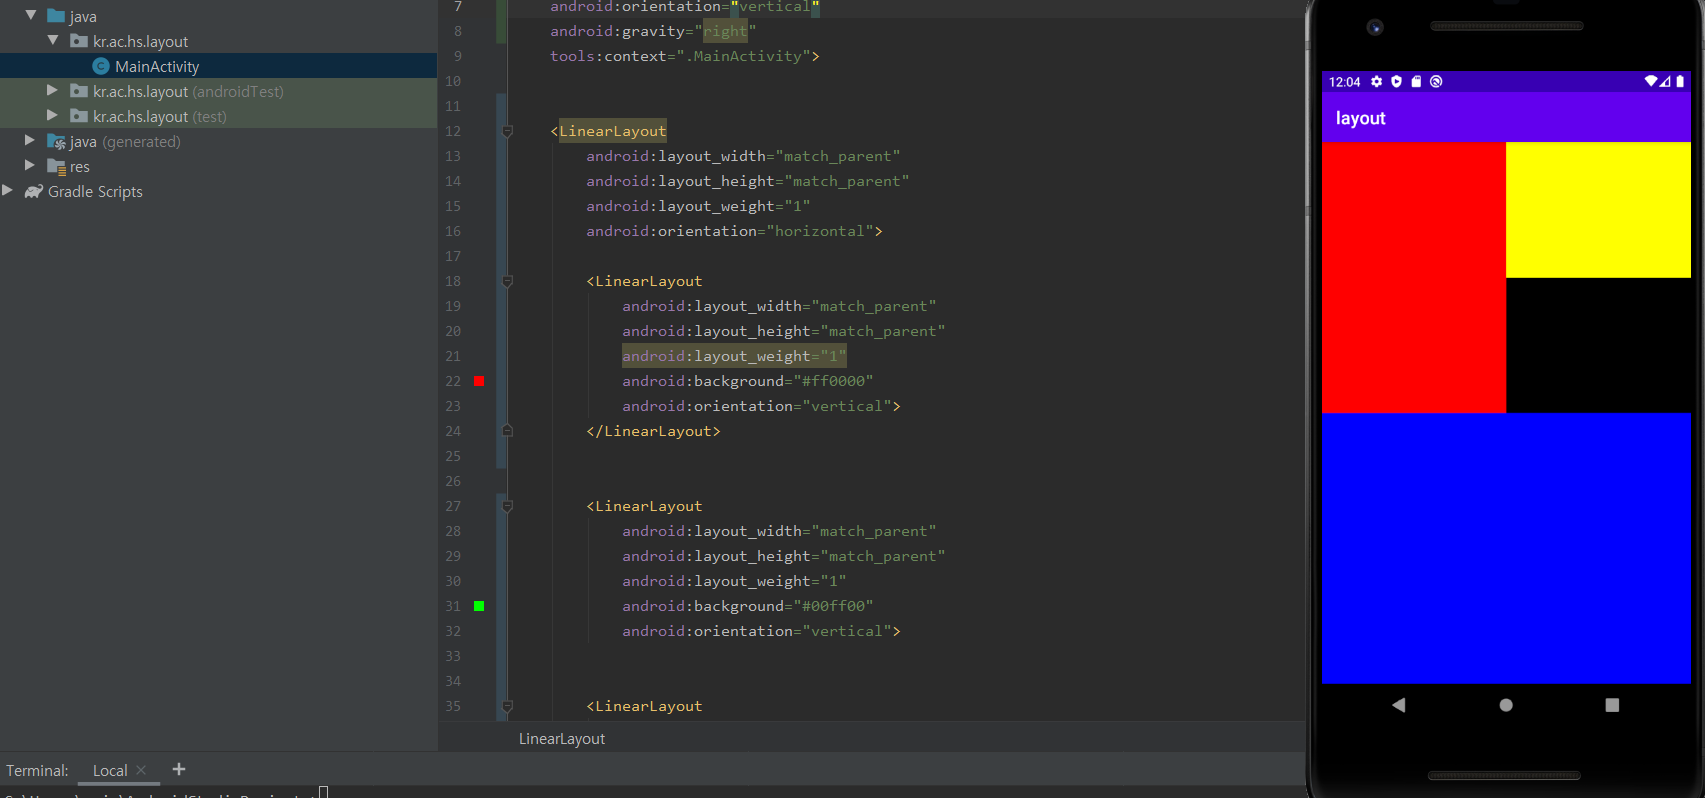 java
kr.ac.hs.layout
MainActivity
kr.ac.hs.layout (androidTest)
kr.ac.hs.layout (test)
java (generated)
res
Gradle Scripts
7 android:orientation="vertical"
8 android:gravity="right"
9 tools:context=".MainActivity">
10
11
12 <LinearLayout
13 android:layout_width="match_parent"
14 android:layout_height="match_parent"
15 android:layout_weight="1"
16 android:orientation="horizontal">
17
18 <LinearLayout
19 android:layout_width="match_parent"
20 android:layout_height="match_parent"
21 android:layout_weight="1"
22 android:background="#ff0000"
23 android:orientation="vertical">
24 </LinearLayout>
25
26
27 <LinearLayout
28 android:layout_width="match_parent"
29 android:layout_height="match_parent"
30 android:layout_weight="1"
31 android:background="#00ff00"
32 android:orientation="vertical">
33
34
35 <LinearLayout
LinearLayout
Terminal: Local × +
12:04
layout